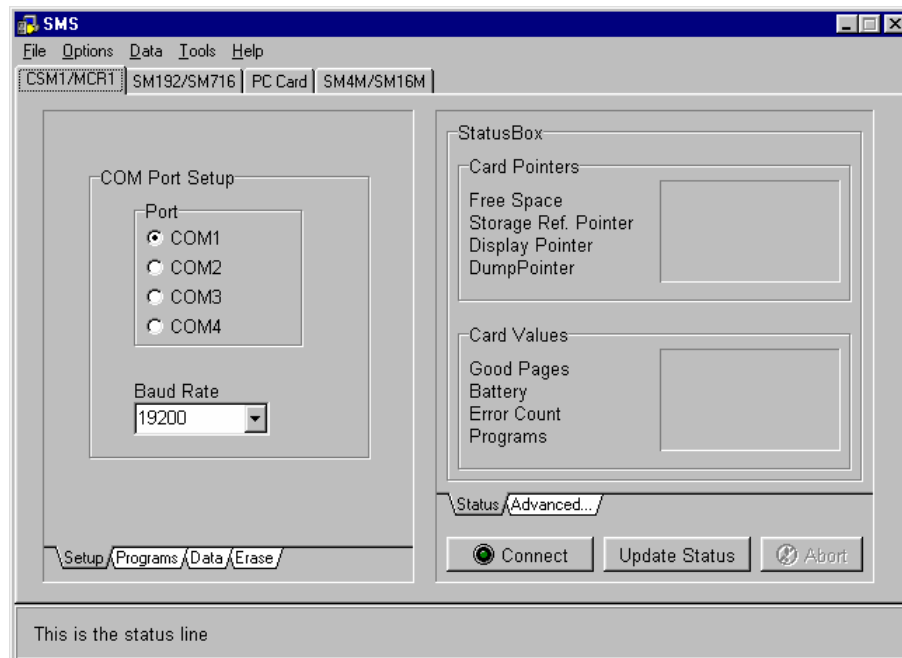 SMS
File Options Data Tools Help
CSM1/MCR1 SM192/SM716 PC Card SM4M/SM16M
COM Port Setup
Port
COM1
COM2
COM3
COM4
Baud Rate
19200
Setup Programs Data Erase
StatusBox
Card Pointers
Free Space
Storage Ref. Pointer
Display Pointer
DumpPointer
Card Values
Good Pages
Battery
Error Count
Programs
Status Advanced...
Connect Update Status Abort
This is the status line